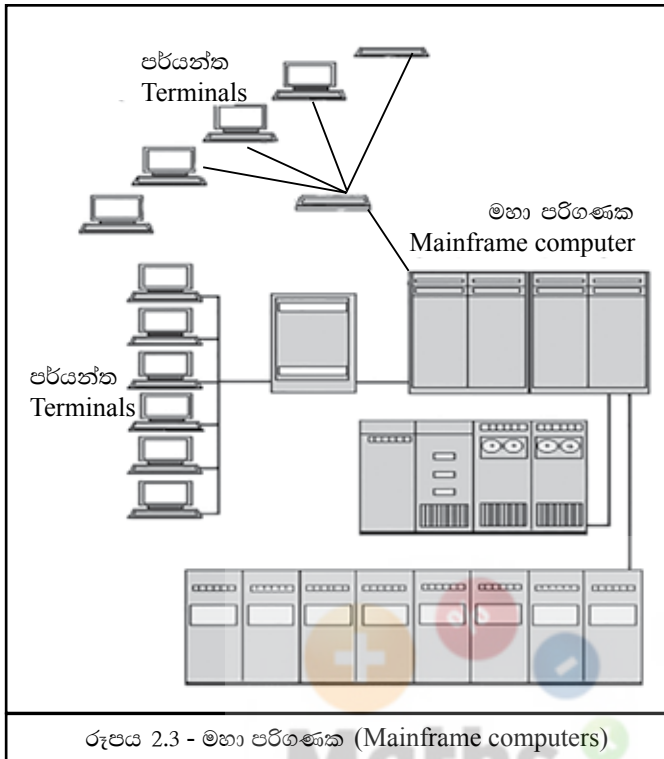 පර්යන්ත
Terminals
මහා පරිගණක
Mainframe computer
පර්යන්ත
Terminals
රූපය 2.3 - මහා පරිගණක (Mainframe computers)